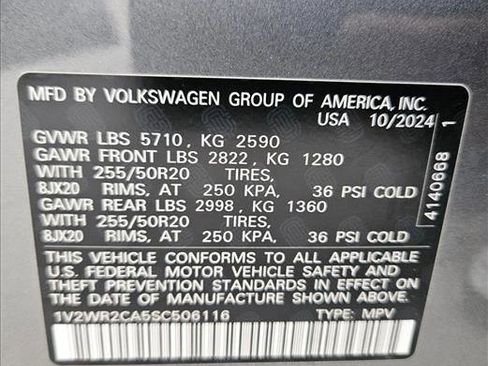 MFD BY VOLKSWAGEN GROUP OF AMERICA, INC.
USA 10/2024
GVWR LBS 5710, KG 2590
GAWR FRONT LBS 2822, KG 1280
WITH 255/50R20 TIRES,
8JX20 RIMS, AT 250 KPA, 36 PSI COLD
GAWR REAR LBS 2998, KG 1360
WITH 255/50R20 TIRES,
8JX20 RIMS, AT 250 KPA, 36 PSI COLD
THIS VEHICLE CONFORMS TO ALL APPLICABLE
U.S. FEDERAL MOTOR VEHICLE SAFETY AND
THEFT PREVENTION STANDARDS IN EFFECT ON
THE DATE OF MANUFACTURE SHOWN ABOVE.
1V2WR2CA5SC506116 TYPE: MPV
4140668 1